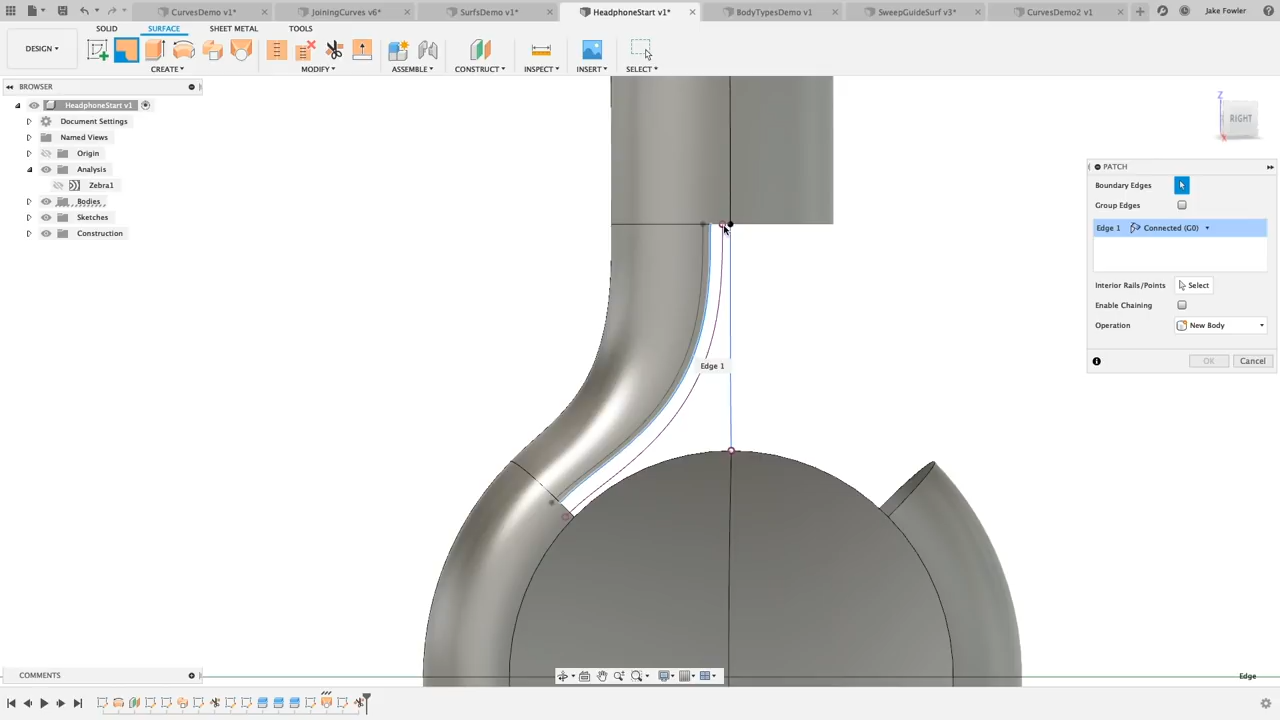 CurvesDemo v1*
JoiningCurves v6*
SurfsDemo v1*
HeadphoneStart v1*
BodyTypesDemo v1
SweepGuideSurf v3*
CurvesDemo2 v1
Jake Fowler
SOLID
SURFACE
SHEET METAL
TOOLS
DESIGN
CREATE
MODIFY
ASSEMBLE
CONSTRUCT
INSPECT
INSERT
SELECT
BROWSER
HeadphoneStart v1
Document Settings
Named Views
Origin
Analysis
Zebra1
Bodies
Sketches
Construction
Z
RIGHT
X
PATCH
Boundary Edges
Group Edges
Edge 1 Connected (G0)
Interior Rails/Points Select
Enable Chaining
Operation New Body
OK Cancel
Edge 1
COMMENTS
Edge